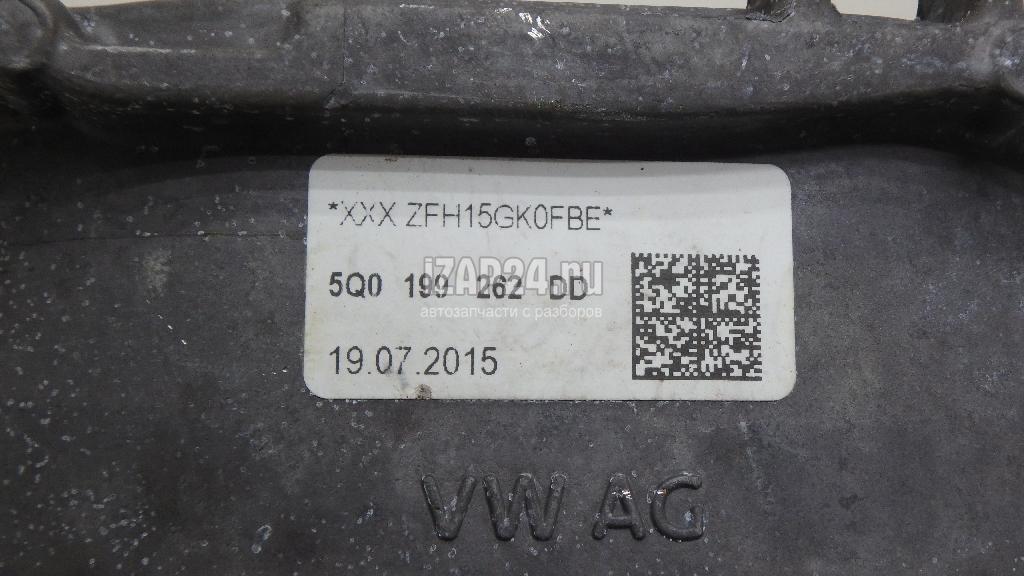 *XXX ZFH15GK0FBE*
5Q0 199 262 DD
iZAP24.ru
автозапчасти с разборов
19.07.2015
VW AG